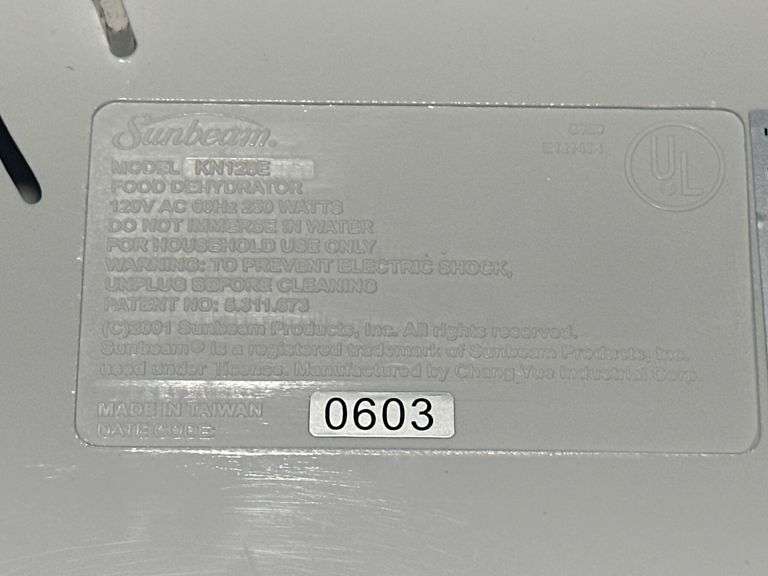 Sunbeam.
MODEL KN128E
FOOD DEHYDRATOR
120V AC 60Hz 250 WATTS
DO NOT IMMERSE IN WATER
FOR HOUSEHOLD USE ONLY
WARNING: TO PREVENT ELECTRIC SHOCK,
UNPLUG BEFORE CLEANING
PATENT NO: 5.311.673
(C)2001 Sunbeam Products, Inc. All rights reserved.
Sunbeam® is a registered trademark of Sunbeam Products, Inc.
used under license. Manufactured by Chang Yue Industrial Corp.
MADE IN TAIWAN
DATE CODE
0603
UL